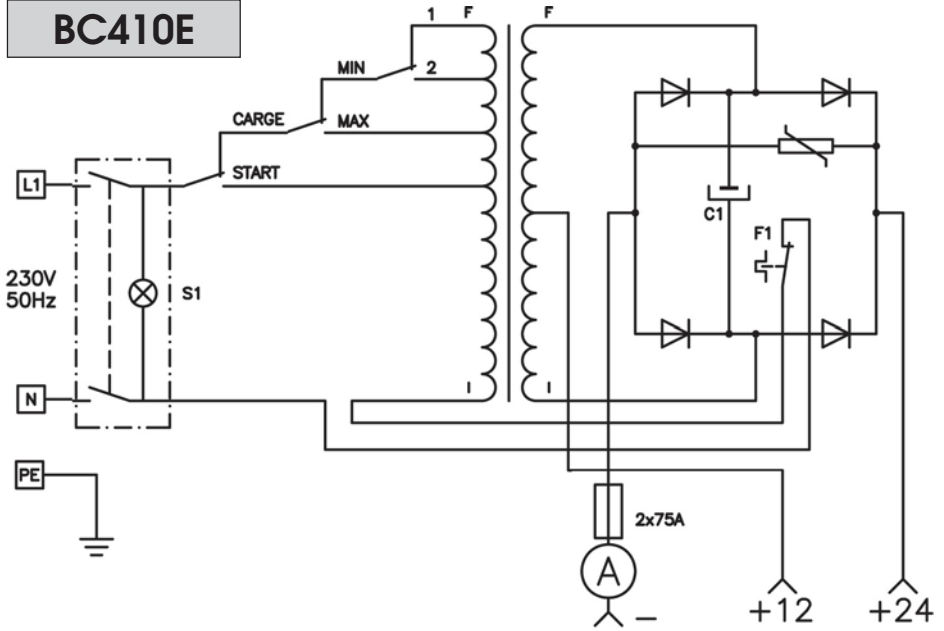 BC410E
1 F F
MIN 2
CARGE MAX
START
L1
C1
F1
230V
50Hz
S1
N
I I
PE
2x75A
A
− +12 +24